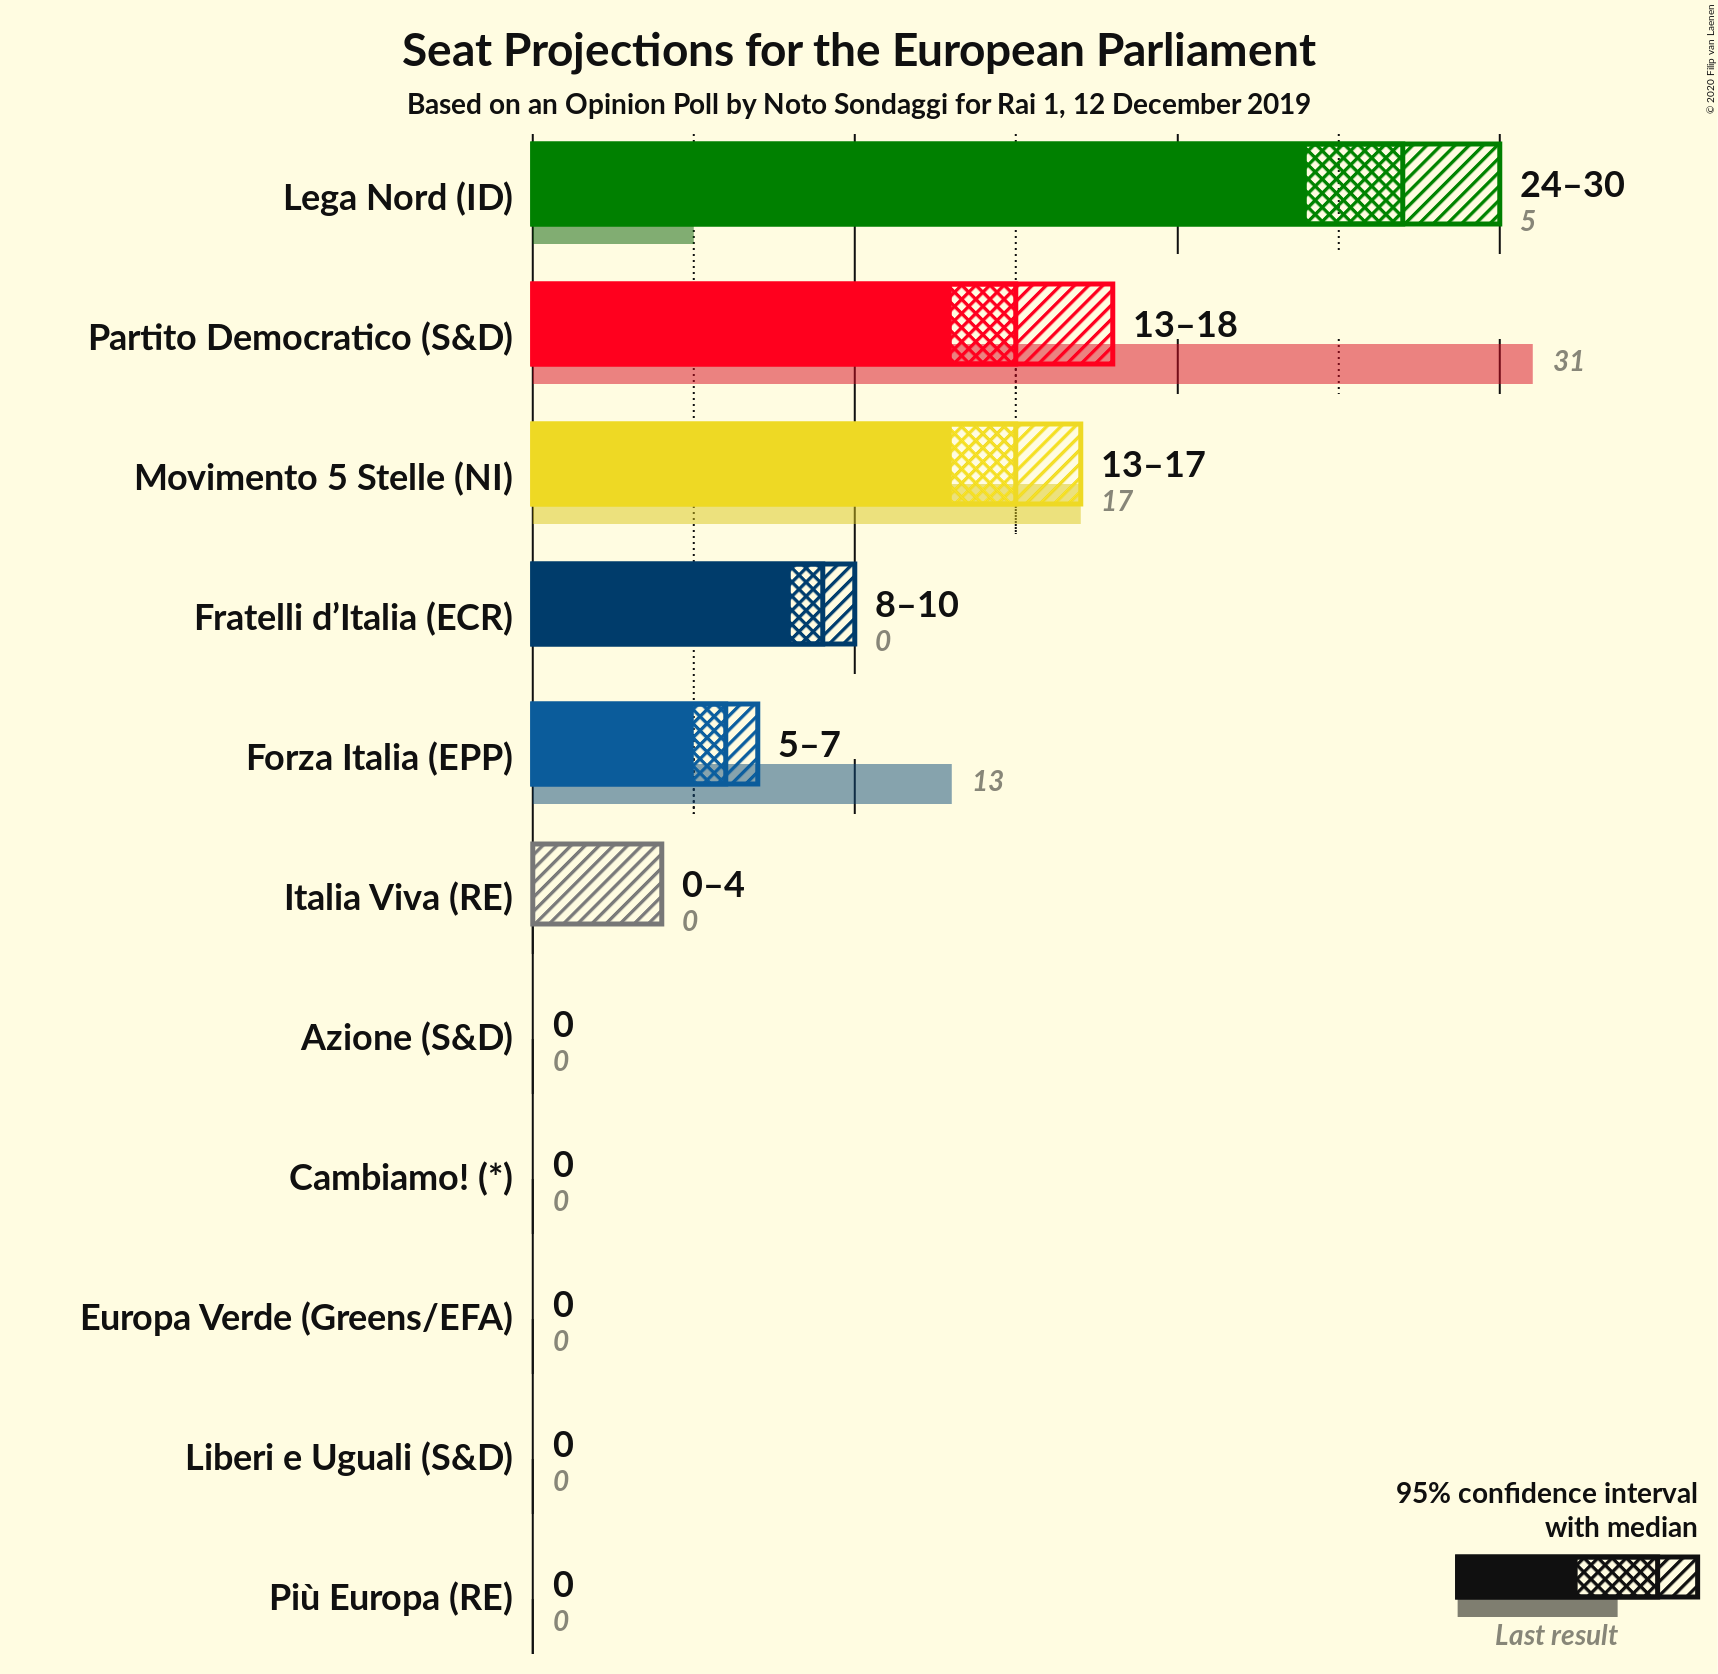 Seat Projections for the European Parliament
Based on an Opinion Poll by Noto Sondaggi for Rai 1, 12 December 2019
© 2020 Filip van Laenen
Lega Nord (ID)
24–30
5
Partito Democratico (S&D)
13–18
31
Movimento 5 Stelle (NI)
13–17
17
Fratelli d’Italia (ECR)
8–10
0
Forza Italia (EPP)
5–7
13
Italia Viva (RE)
0–4
0
Azione (S&D)
0
0
Cambiamo! (*)
0
0
Europa Verde (Greens/EFA)
0
0
Liberi e Uguali (S&D)
0
0
Più Europa (RE)
0
0
95% confidence interval
with median
Last result